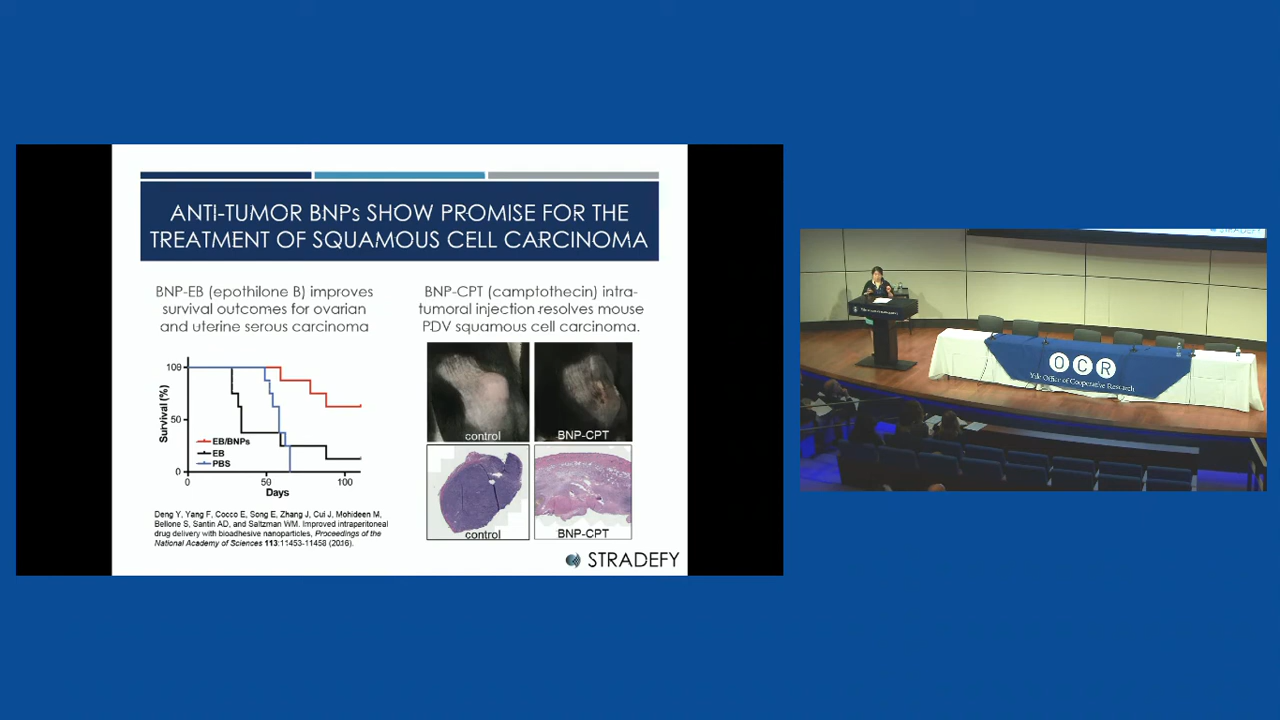 ANTi-TUMOR BNPs SHOW PROMISE FOR THE
TREATMENT OF SQUAMOUS CELL CARCINOMA
BNP-EB (epothilone B) improves
survival outcomes for ovarian
and uterine serous carcinoma
Survival (%)
100
50
0
EB/BNPs
EB
PBS
0
50
100
Days
Deng Y, Yang F, Cocco E, Song E, Zhang J, Cui J, Mohideen M,
Bellone S, Santin AD, and Saltzman WM. Improved intraperitoneal
drug delivery with bioadhesive nanoparticles, Proceedings of the
National Academy of Sciences 113:11453-11458 (2016).
BNP-CPT (camptothecin) intra-
tumoral injection resolves mouse
PDV squamous cell carcinoma.
control
BNP-CPT
control
BNP-CPT
STRADEFY
STRADEFY
OCR
Yale Office of Cooperative Research